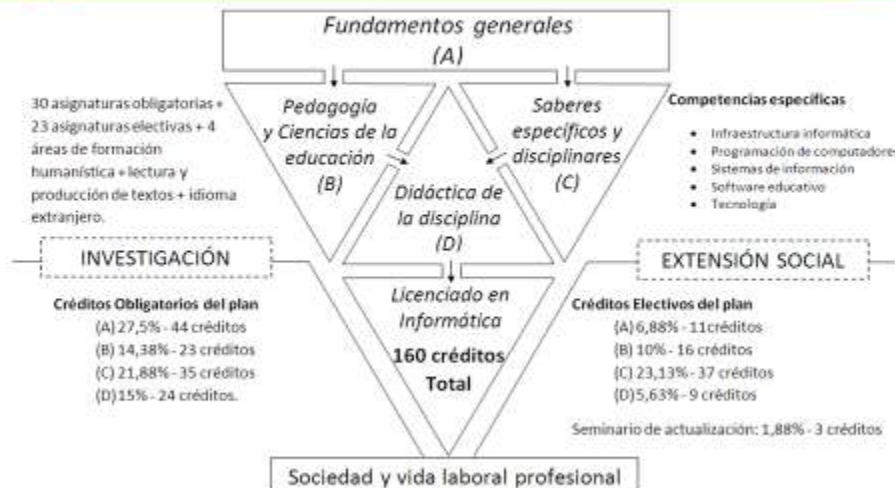 Fundamentos generales
(A)
30 asignaturas obligatorias +
23 asignaturas electivas + 4
áreas de formación
humanística + lectura y
producción de textos + idioma
extranjero.
Pedagogía
y Ciencias de la
educación
(B)
Saberes
específicos y
disciplinares
(C)
Competencias específicas
• Infraestructura informática
• Programación de computadores
• Sistemas de información
• Software educativo
• Tecnología
Didáctica de
la disciplina
(D)
INVESTIGACIÓN
EXTENSIÓN SOCIAL
Créditos Obligatorios del plan
(A) 27,5% - 44 créditos
(B) 14,38% - 23 créditos
(C) 21,88% - 35 créditos
(D) 15% - 24 créditos.
Licenciado en
Informática
160 créditos
Total
Créditos Electivos del plan
(A) 6,88% - 11créditos
(B) 10% - 16 créditos
(C) 23,13% - 37 créditos
(D) 5,63% - 9 créditos
Seminario de actualización: 1,88% - 3 créditos
Sociedad y vida laboral profesional